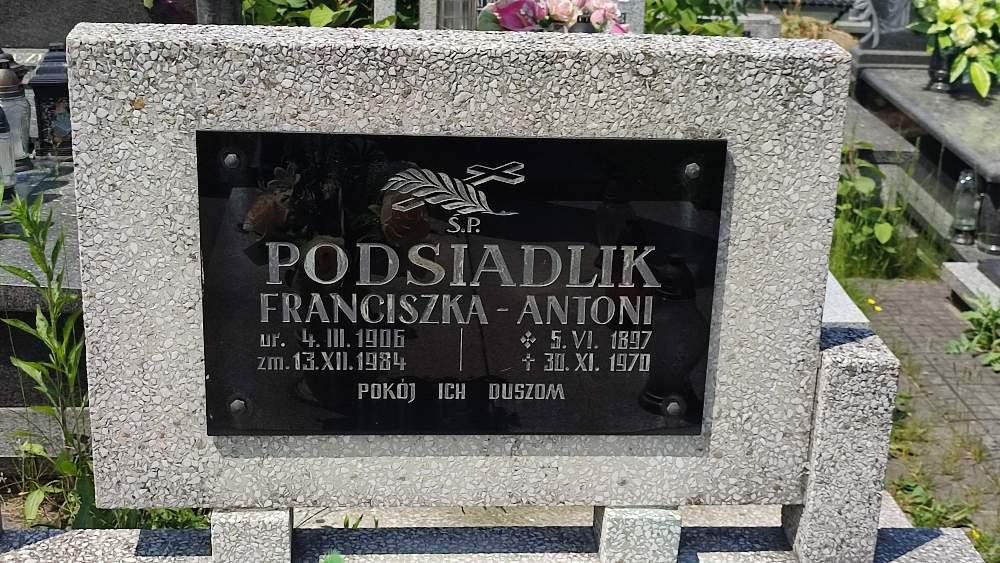 Ś.P.
PODSIADLIK
FRANCISZKA - ANTONI
ur. 4. III. 1906 5. VI. 1897
zm. 13. XII. 1984 30. XI. 1970
POKÓJ ICH DUSZOM